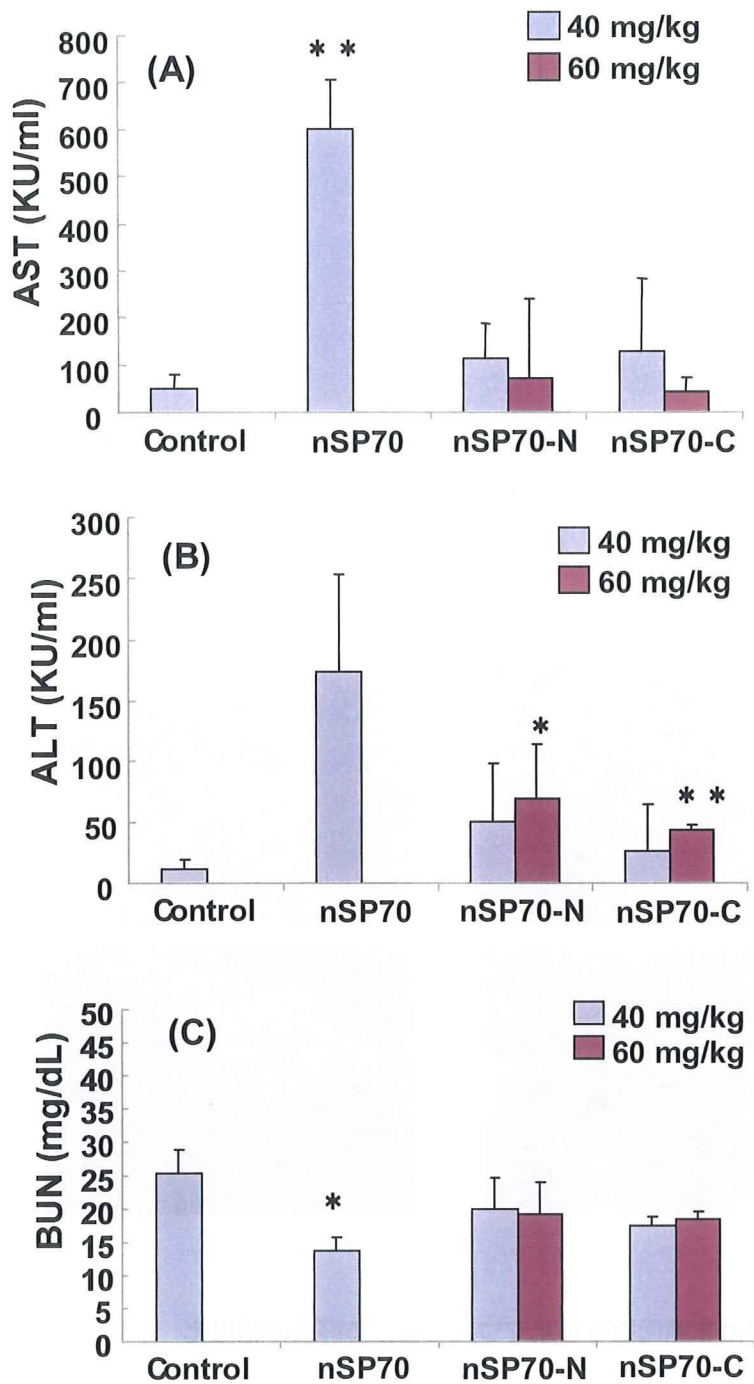 (A)
* *
40 mg/kg
60 mg/kg
AST (KU/ml)
800
700
600
500
400
300
200
100
0
Control nSP70 nSP70-N nSP70-C
(B)
40 mg/kg
60 mg/kg
ALT (KU/ml)
300
250
200
150
100
50
0
*
* *
Control nSP70 nSP70-N nSP70-C
(C)
40 mg/kg
60 mg/kg
BUN (mg/dL)
50
45
40
35
30
25
20
15
10
5
0
*
Control nSP70 nSP70-N nSP70-C